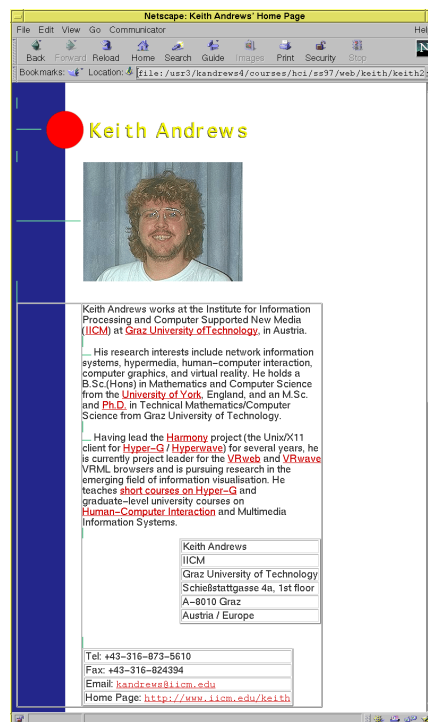 Netscape: Keith Andrews' Home Page
File Edit View Go Communicator Hel
Back Forward Reload Home Search Guide Images Print Security Stop N
Bookmarks: Location: file:/usr3/kandrews4/courses/hci/ss97/web/keith/keith2
Keith Andrews
Keith Andrews works at the Institute for Information
Processing and Computer Supported New Media
(IICM) at Graz University ofTechnology, in Austria.
His research interests include network information
systems, hypermedia, human-computer interaction,
computer graphics, and virtual reality. He holds a
B.Sc.(Hons) in Mathematics and Computer Science
from the University of York, England, and an M.Sc.
and Ph.D. in Technical Mathematics/Computer
Science from Graz University of Technology.
Having lead the Harmony project (the Unix/X11
client for Hyper-G / Hyperwave) for several years, he
is currently project leader for the VRweb and VRwave
VRML browsers and is pursuing research in the
emerging field of information visualisation. He
teaches short courses on Hyper-G and
graduate-level university courses on
Human-Computer Interaction and Multimedia
Information Systems.
Keith Andrews
IICM
Graz University of Technology
Schießstattgasse 4a, 1st floor
A-8010 Graz
Austria / Europe
Tel: +43-316-873-5610
Fax: +43-316-824394
Email: kandrews@iicm.edu
Home Page: http://www.iicm.edu/keith